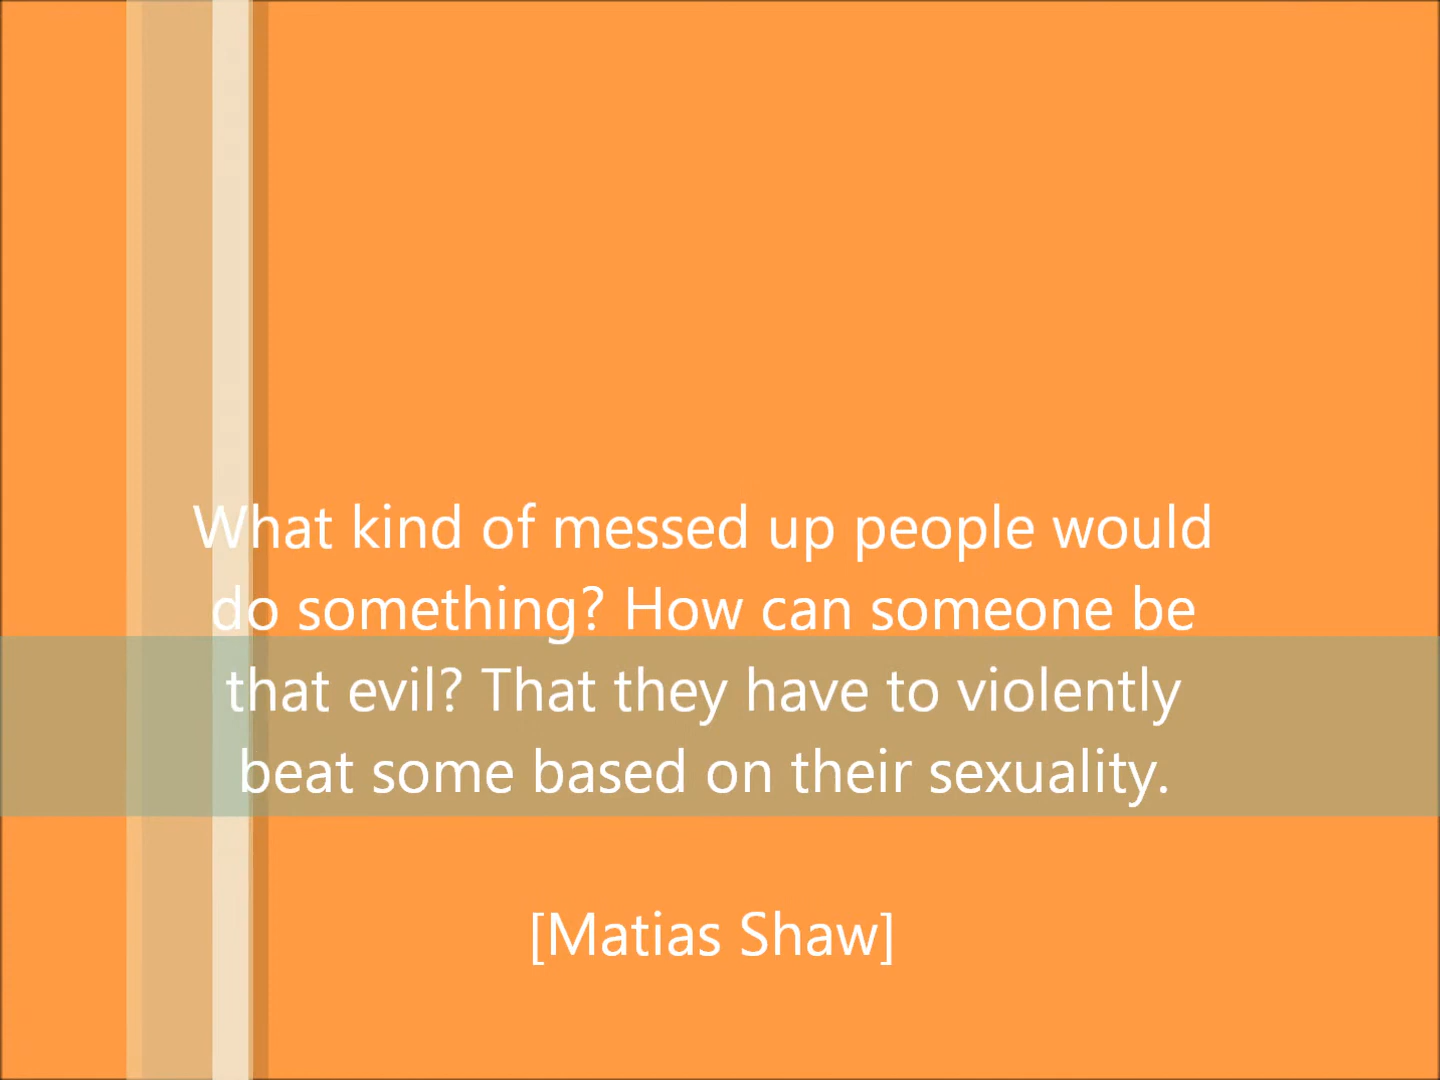 What kind of messed up people would
do something? How can someone be
that evil? That they have to violently
beat some based on their sexuality.
[Matias Shaw]